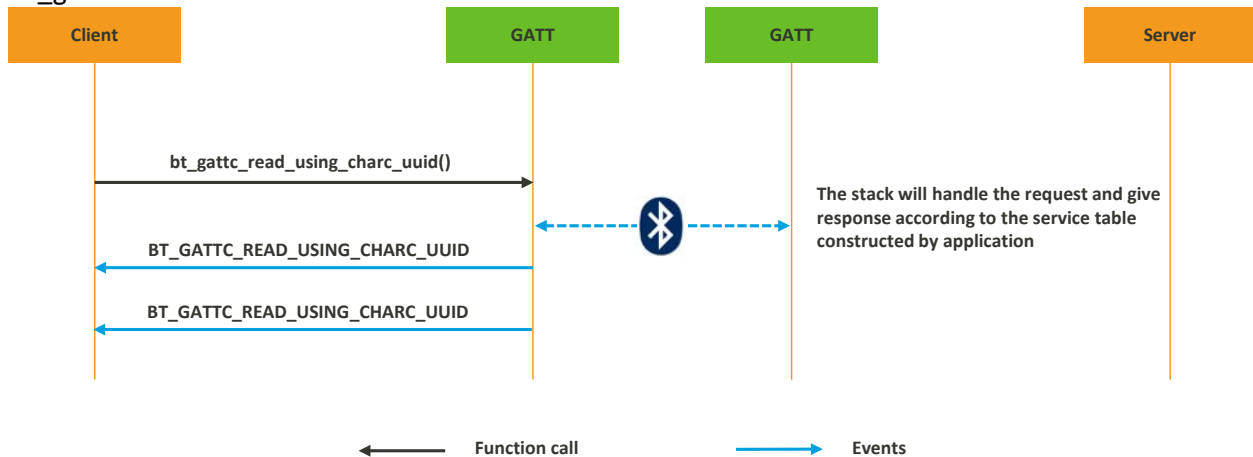 Client
GATT
GATT
Server
bt_gattc_read_using_charc_uuid()
The stack will handle the request and give
response according to the service table
constructed by application
BT_GATTC_READ_USING_CHARC_UUID
BT_GATTC_READ_USING_CHARC_UUID
Function call
Events